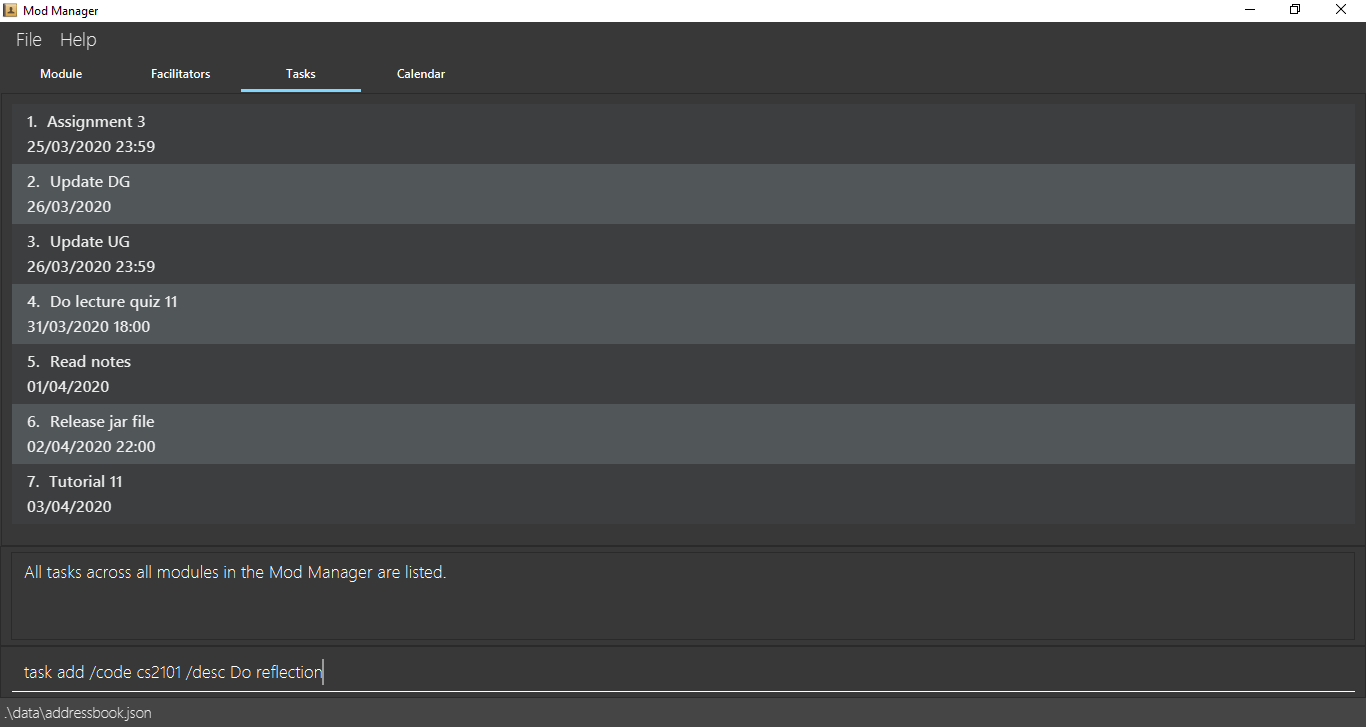 Mod Manager
File Help
Module Facilitators Tasks Calendar
1. Assignment 3
25/03/2020 23:59
2. Update DG
26/03/2020
3. Update UG
26/03/2020 23:59
4. Do lecture quiz 11
31/03/2020 18:00
5. Read notes
01/04/2020
6. Release jar file
02/04/2020 22:00
7. Tutorial 11
03/04/2020
All tasks across all modules in the Mod Manager are listed.
task add /code cs2101 /desc Do reflection
.\data\addressbook.json